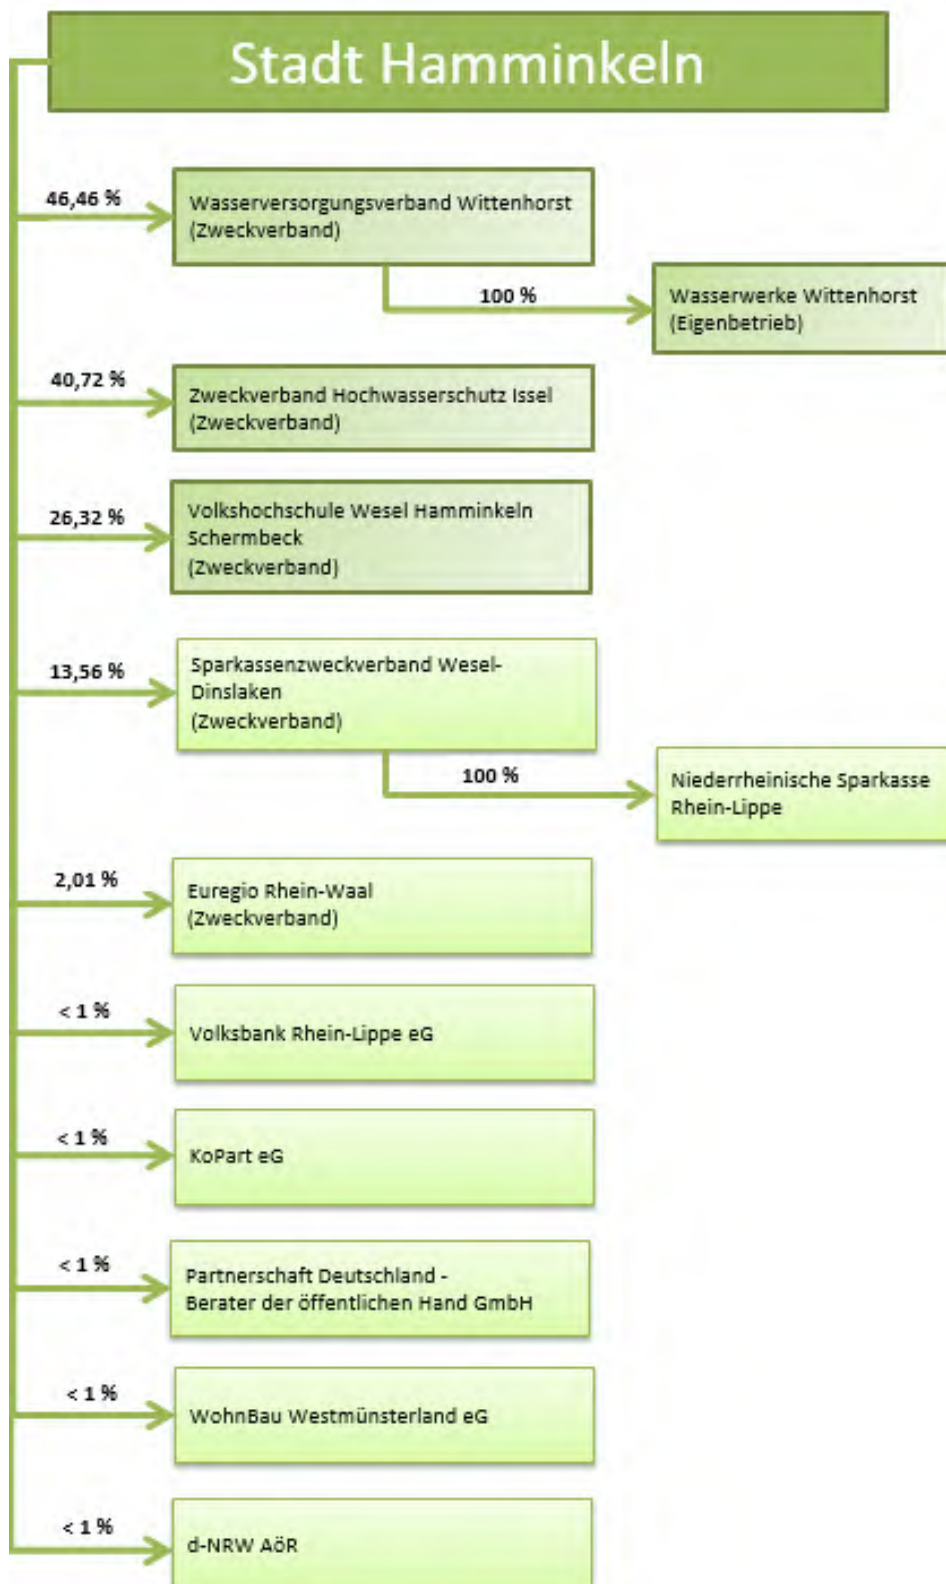 Stadt Hamminkeln
46,46 %
Wasserversorgungsverband Wittenhorst
(Zweckverband)
100 %
Wasserwerke Wittenhorst
(Eigenbetrieb)
40,72 %
Zweckverband Hochwasserschutz Issel
(Zweckverband)
26,32 %
Volkshochschule Wesel Hamminkeln
Schermbeck
(Zweckverband)
13,56 %
Sparkassenzweckverband Wesel-
Dinslaken
(Zweckverband)
100 %
Niederrheinische Sparkasse
Rhein-Lippe
2,01 %
Euregio Rhein-Waal
(Zweckverband)
< 1 %
Volksbank Rhein-Lippe eG
< 1 %
KoPart eG
< 1 %
Partnerschaft Deutschland -
Berater der öffentlichen Hand GmbH
< 1 %
WohnBau Westmünsterland eG
< 1 %
d-NRW AöR